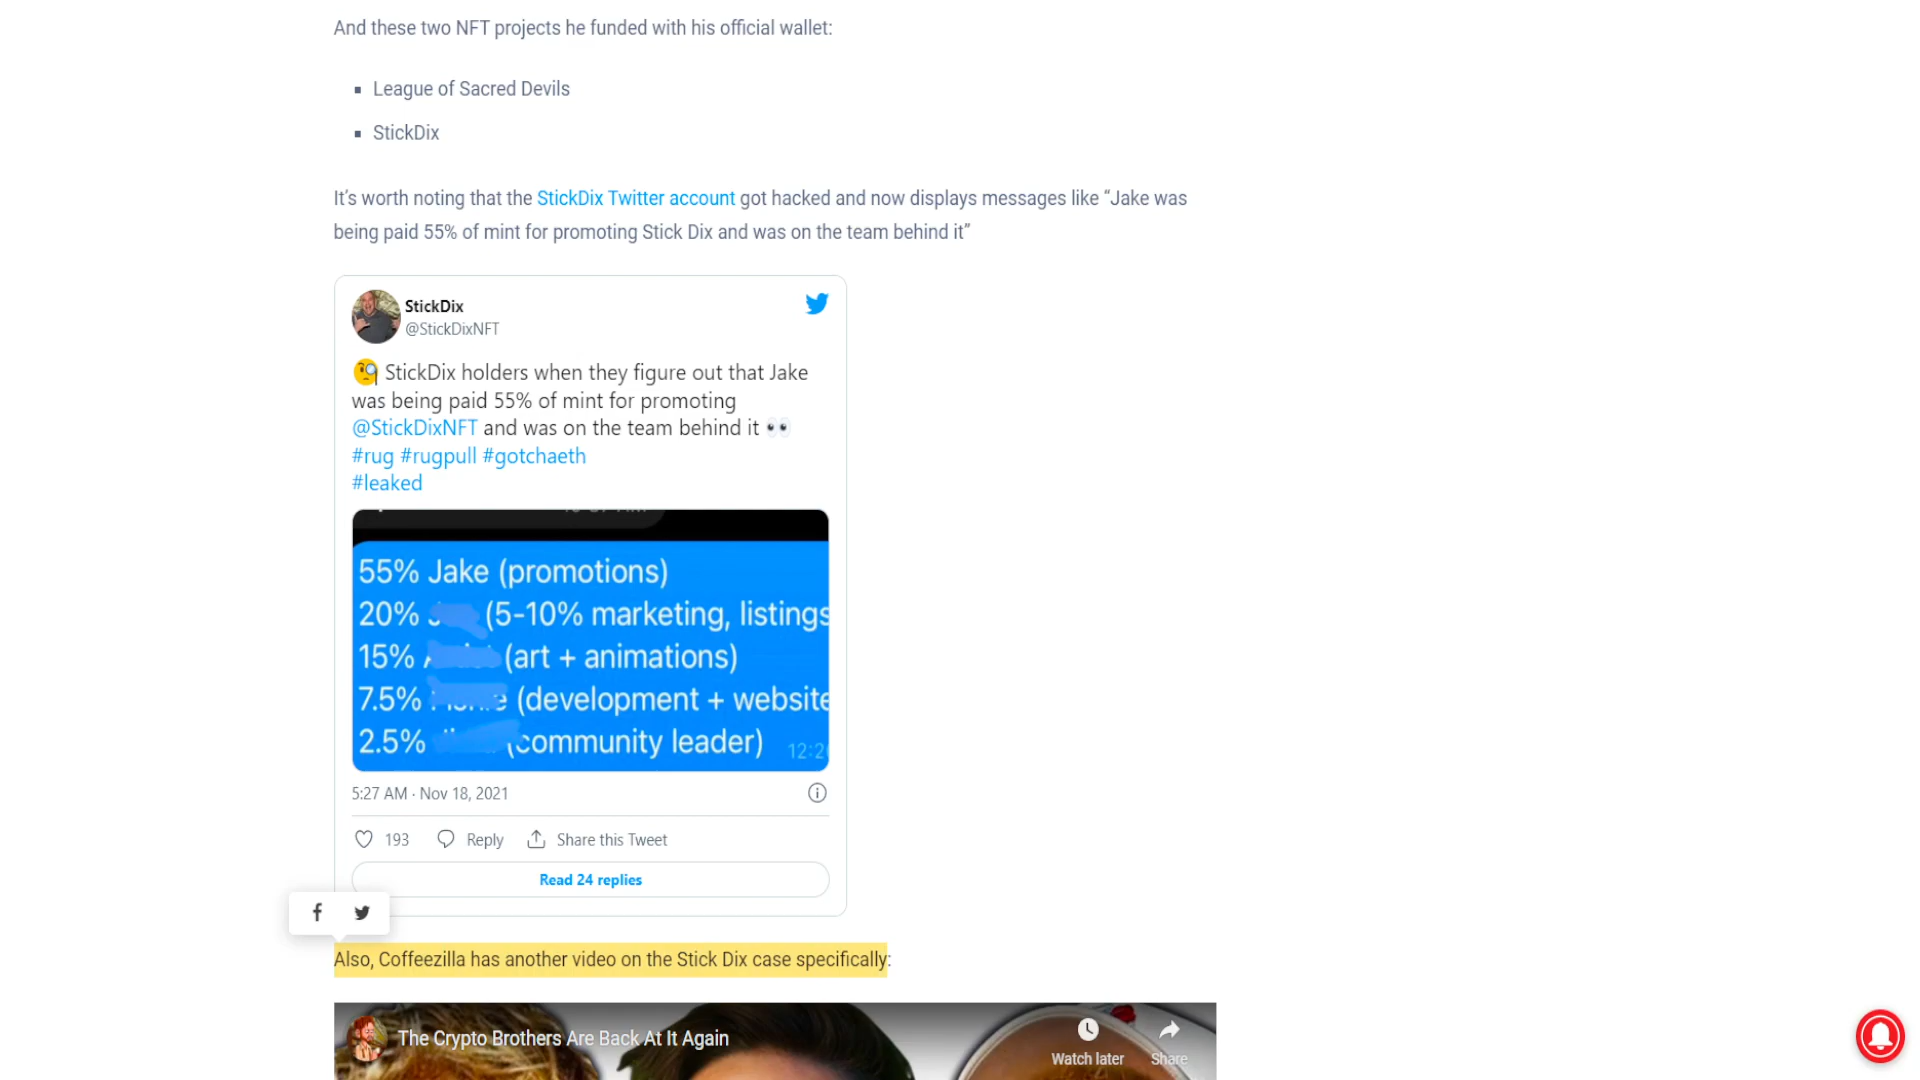 And these two NFT projects he funded with his official wallet:
League of Sacred Devils
StickDix
It's worth noting that the StickDix Twitter account got hacked and now displays messages like “Jake was
being paid 55% of mint for promoting Stick Dix and was on the team behind it”
StickDix
@StickDixNFT
🧐 StickDix holders when they figure out that Jake
was being paid 55% of mint for promoting
@StickDixNFT and was on the team behind it 👀
#rug #rugpull #gotchaeth
#leaked
55% Jake (promotions)
20% (5-10% marketing, listings
15% (art + animations)
7.5% (development + website
2.5% (community leader)
5:27 AM · Nov 18, 2021
193 Reply Share this Tweet
Read 24 replies
Also, Coffeezilla has another video on the Stick Dix case specifically:
The Crypto Brothers Are Back At It Again
Watch later Share